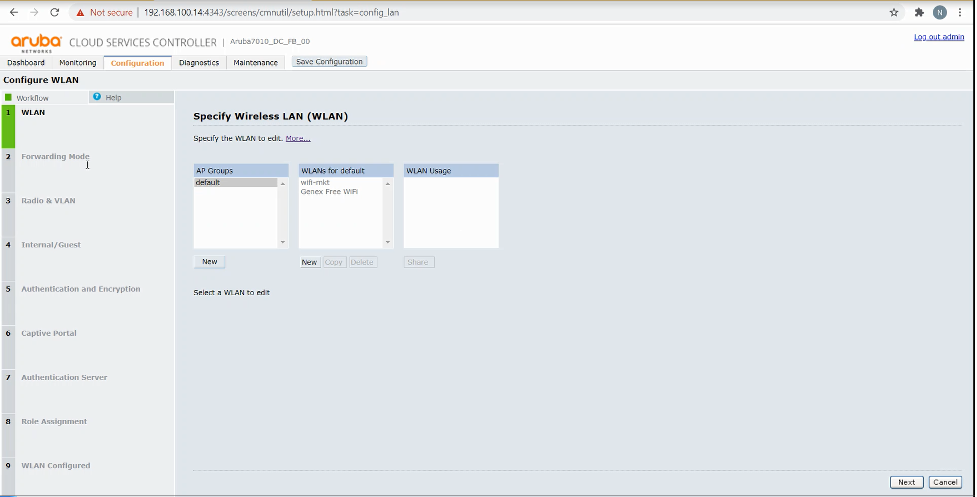 Not secure | 192.168.100.14:4343/screens/cmnutil/setup.html?task=config_lan
N
aruba NETWORKS CLOUD SERVICES CONTROLLER | Aruba7010_DC_FB_00
Log out admin
Dashboard Monitoring Configuration Diagnostics Maintenance Save Configuration
Configure WLAN
Workflow ? Help
1 WLAN
2 Forwarding Mode
3 Radio & VLAN
4 Internal/Guest
5 Authentication and Encryption
6 Captive Portal
7 Authentication Server
8 Role Assignment
9 WLAN Configured
Specify Wireless LAN (WLAN)
Specify the WLAN to edit. More...
AP Groups WLANs for default WLAN Usage
default wifi-mkt
Genex Free WiFi
New New Copy Delete Share
Select a WLAN to edit
Next Cancel